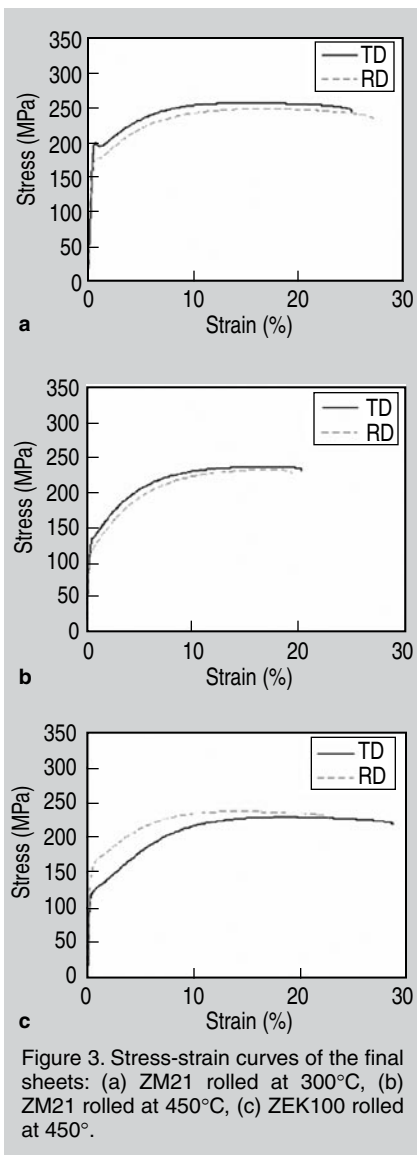 350
300
250
200
150
100
50
0
Stress (MPa)
TD
RD
0 10 20 30
Strain (%)
a
350
300
250
200
150
100
50
0
Stress (MPa)
TD
RD
0 10 20 30
Strain (%)
b
350
300
250
200
150
100
50
0
Stress (MPa)
TD
RD
0 10 20 30
Strain (%)
c
Figure 3. Stress-strain curves of the final
sheets: (a) ZM21 rolled at 300°C, (b)
ZM21 rolled at 450°C, (c) ZEK100 rolled
at 450°.